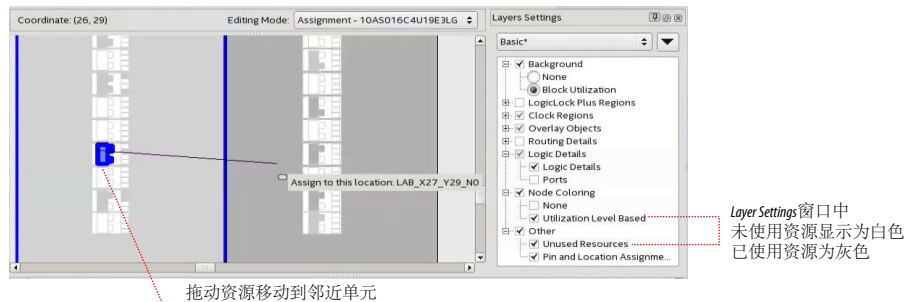 Coordinate: (26, 29)
Editing Mode: Assignment - 10AS016C4U19E3LG
Assign to this location: LAB_X27_Y29_N0
Layers Settings
Basic*
Background
None
Block Utilization
LogicLock Plus Regions
Clock Regions
Overlay Objects
Routing Details
Logic Details
Logic Details
Ports
Node Coloring
None
Utilization Level Based
Other
Unused Resources
Pin and Location Assignme...
Layer Settings窗口中
未使用资源显示为白色
已使用资源为灰色
拖动资源移动到邻近单元